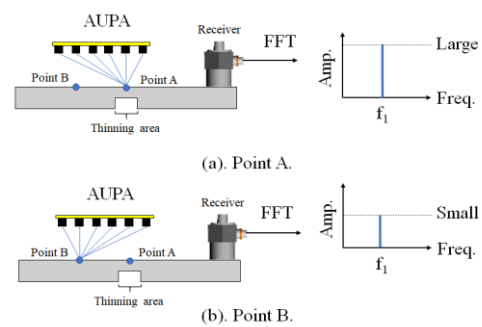 AUPA
Receiver
FFT
Amp.
Large
Point B
Point A
Freq.
f1
Thinning area
(a). Point A.
AUPA
Receiver
FFT
Amp.
Small
Point B
Point A
Freq.
f1
Thinning area
(b). Point B.